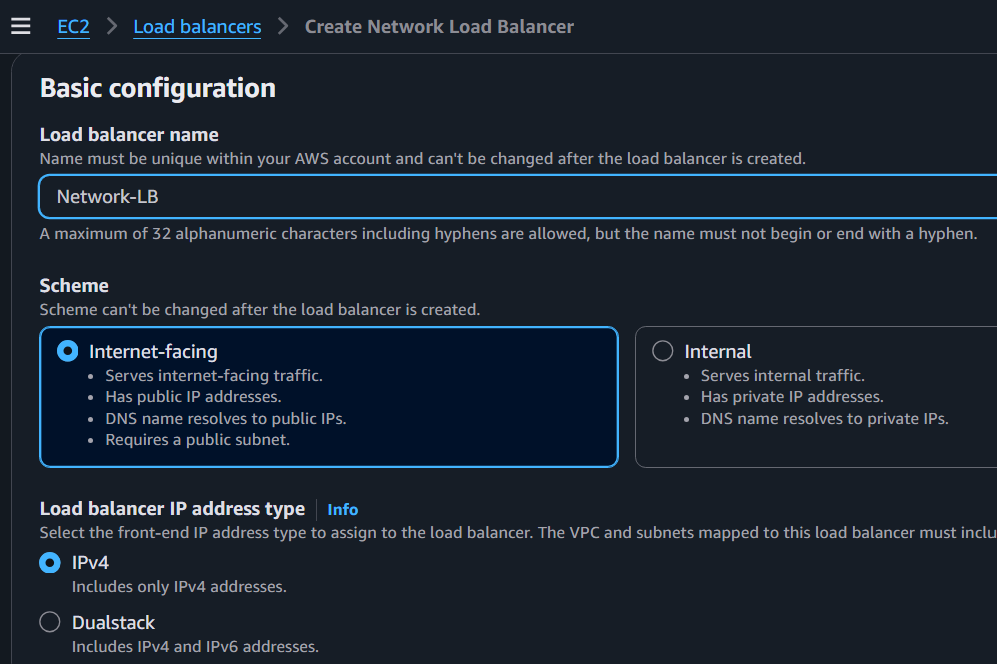 EC2 > Load balancers > Create Network Load Balancer
Basic configuration
Load balancer name
Name must be unique within your AWS account and can't be changed after the load balancer is created.
Network-LB
A maximum of 32 alphanumeric characters including hyphens are allowed, but the name must not begin or end with a hyphen.
Scheme
Scheme can't be changed after the load balancer is created.
Internet-facing
• Serves internet-facing traffic.
• Has public IP addresses.
• DNS name resolves to public IPs.
• Requires a public subnet.
Internal
• Serves internal traffic.
• Has private IP addresses.
• DNS name resolves to private IPs.
Load balancer IP address type | Info
Select the front-end IP address type to assign to the load balancer. The VPC and subnets mapped to this load balancer must
IPv4
Includes only IPv4 addresses.
Dualstack
Includes IPv4 and IPv6 addresses.